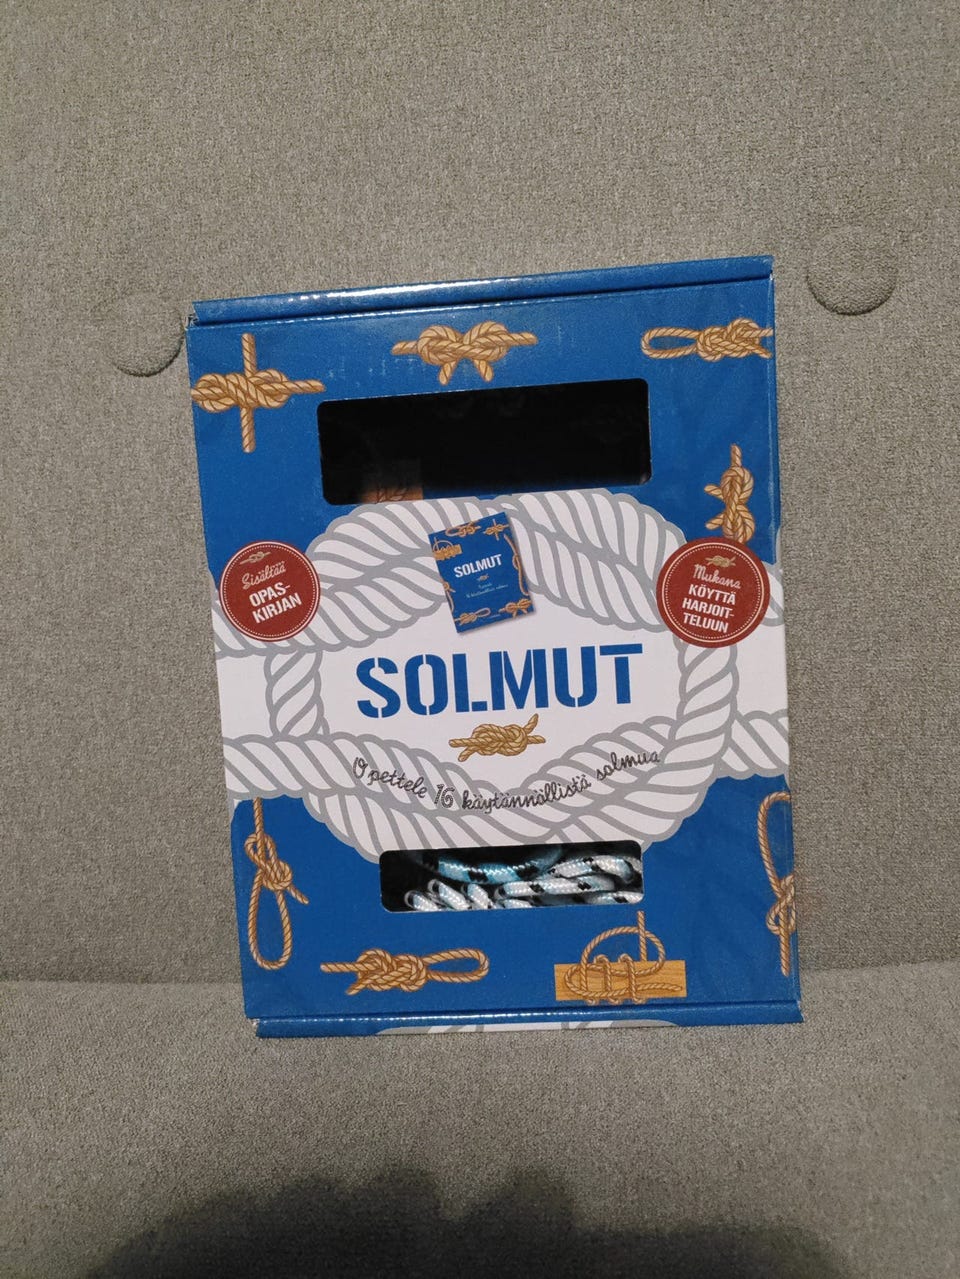 Sisältää
OPAS-
KIRJAN
SOLMUT
Mukana
KÖYTTÄ
HARJOIT-
TELUUN
SOLMUT
Opettele 16 käytännöllistä solmua